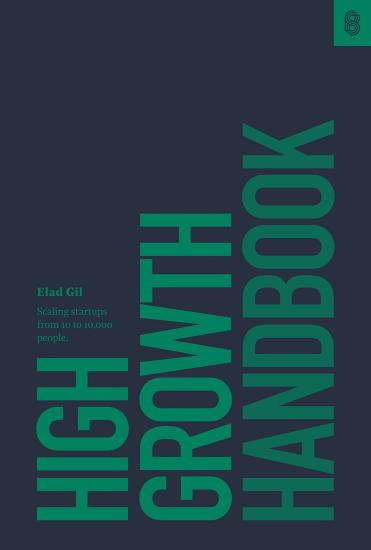 Elad Gil
Scaling startups
from 10 to 10,000
people.
HIGH
GROWTH
HANDBOOK